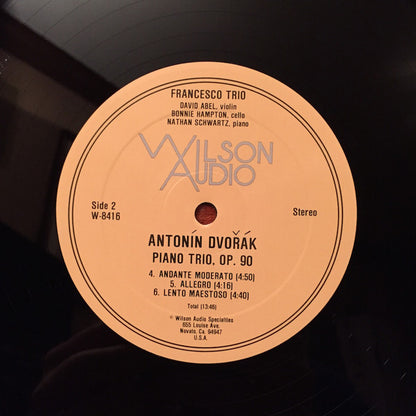 FRANCESCO TRIO
DAVID ABEL, violin
BONNIE HAMPTON, cello
NATHAN SCHWARTZ, piano
WILSON
AUDIO
Side 2
W-8416
Stereo
ANTONÍN DVOŘÁK
PIANO TRIO, OP. 90
4. ANDANTE MODERATO (4:50)
5. ALLEGRO (4:16)
6. LENTO MAESTOSO (4:40)
Total (13:46)
℗ Wilson Audio Specialties
655 Louise Ave.
Novato, Ca. 94947
U.S.A.